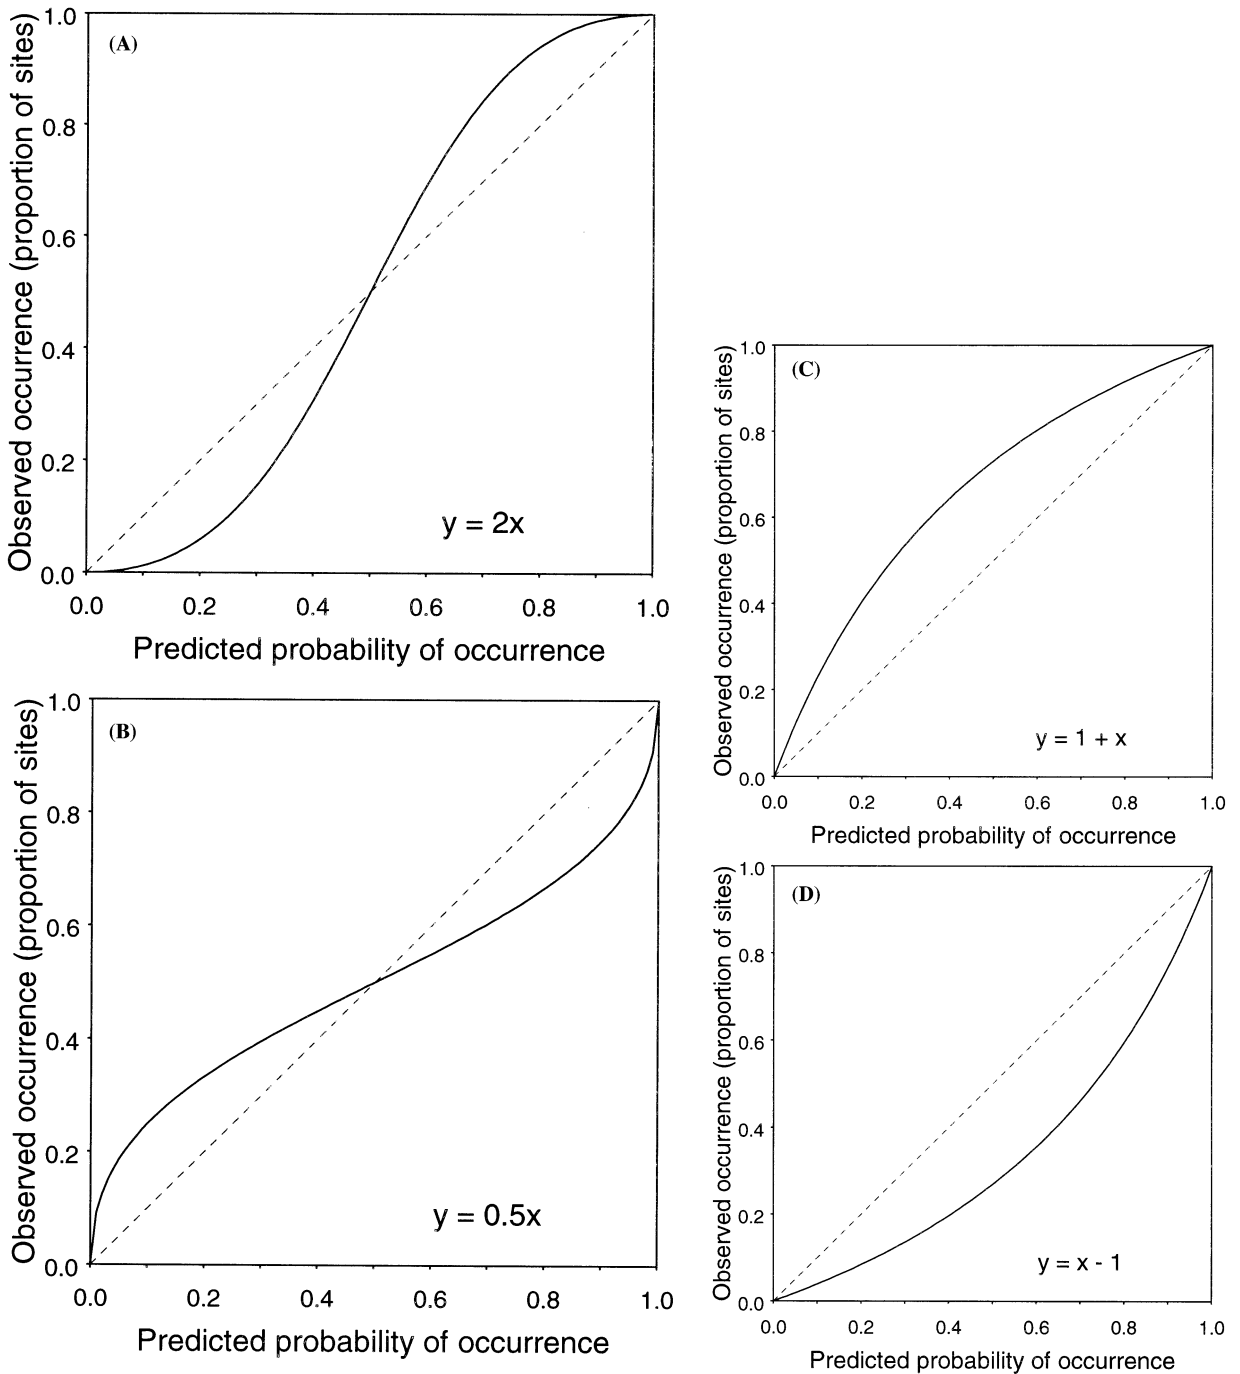 (A)
Observed occurrence (proportion of sites)
1.0
0.8
0.6
0.4
0.2
0.0
y = 2x
0.0 0.2 0.4 0.6 0.8 1.0
Predicted probability of occurrence
(B)
Observed occurrence (proportion of sites)
1.0
0.8
0.6
0.4
0.2
0.0
y = 0.5x
0.0 0.2 0.4 0.6 0.8 1.0
Predicted probability of occurrence
(C)
Observed occurrence (proportion of sites)
1.0
0.8
0.6
0.4
0.2
0.0
y = 1 + x
0.0 0.2 0.4 0.6 0.8 1.0
Predicted probability of occurrence
(D)
Observed occurrence (proportion of sites)
1.0
0.8
0.6
0.4
0.2
0.0
y = x - 1
0.0 0.2 0.4 0.6 0.8 1.0
Predicted probability of occurrence